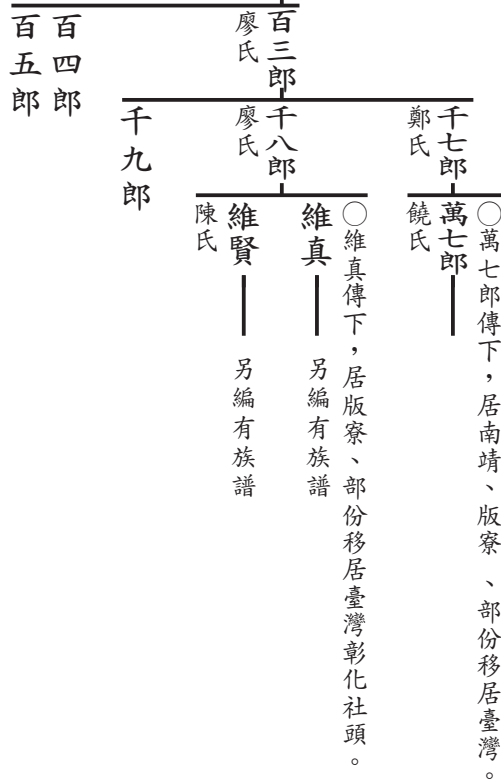 百三郎
廖氏
百四郎
百五郎
千七郎
鄭氏
千八郎
廖氏
千九郎
○萬七郎傳下，居南靖、版寮、部份移居臺灣。
萬七郎
饒氏
○維真傳下，居版寮、部份移居臺灣彰化社頭。
維真
另編有族譜
維賢
陳氏
另編有族譜